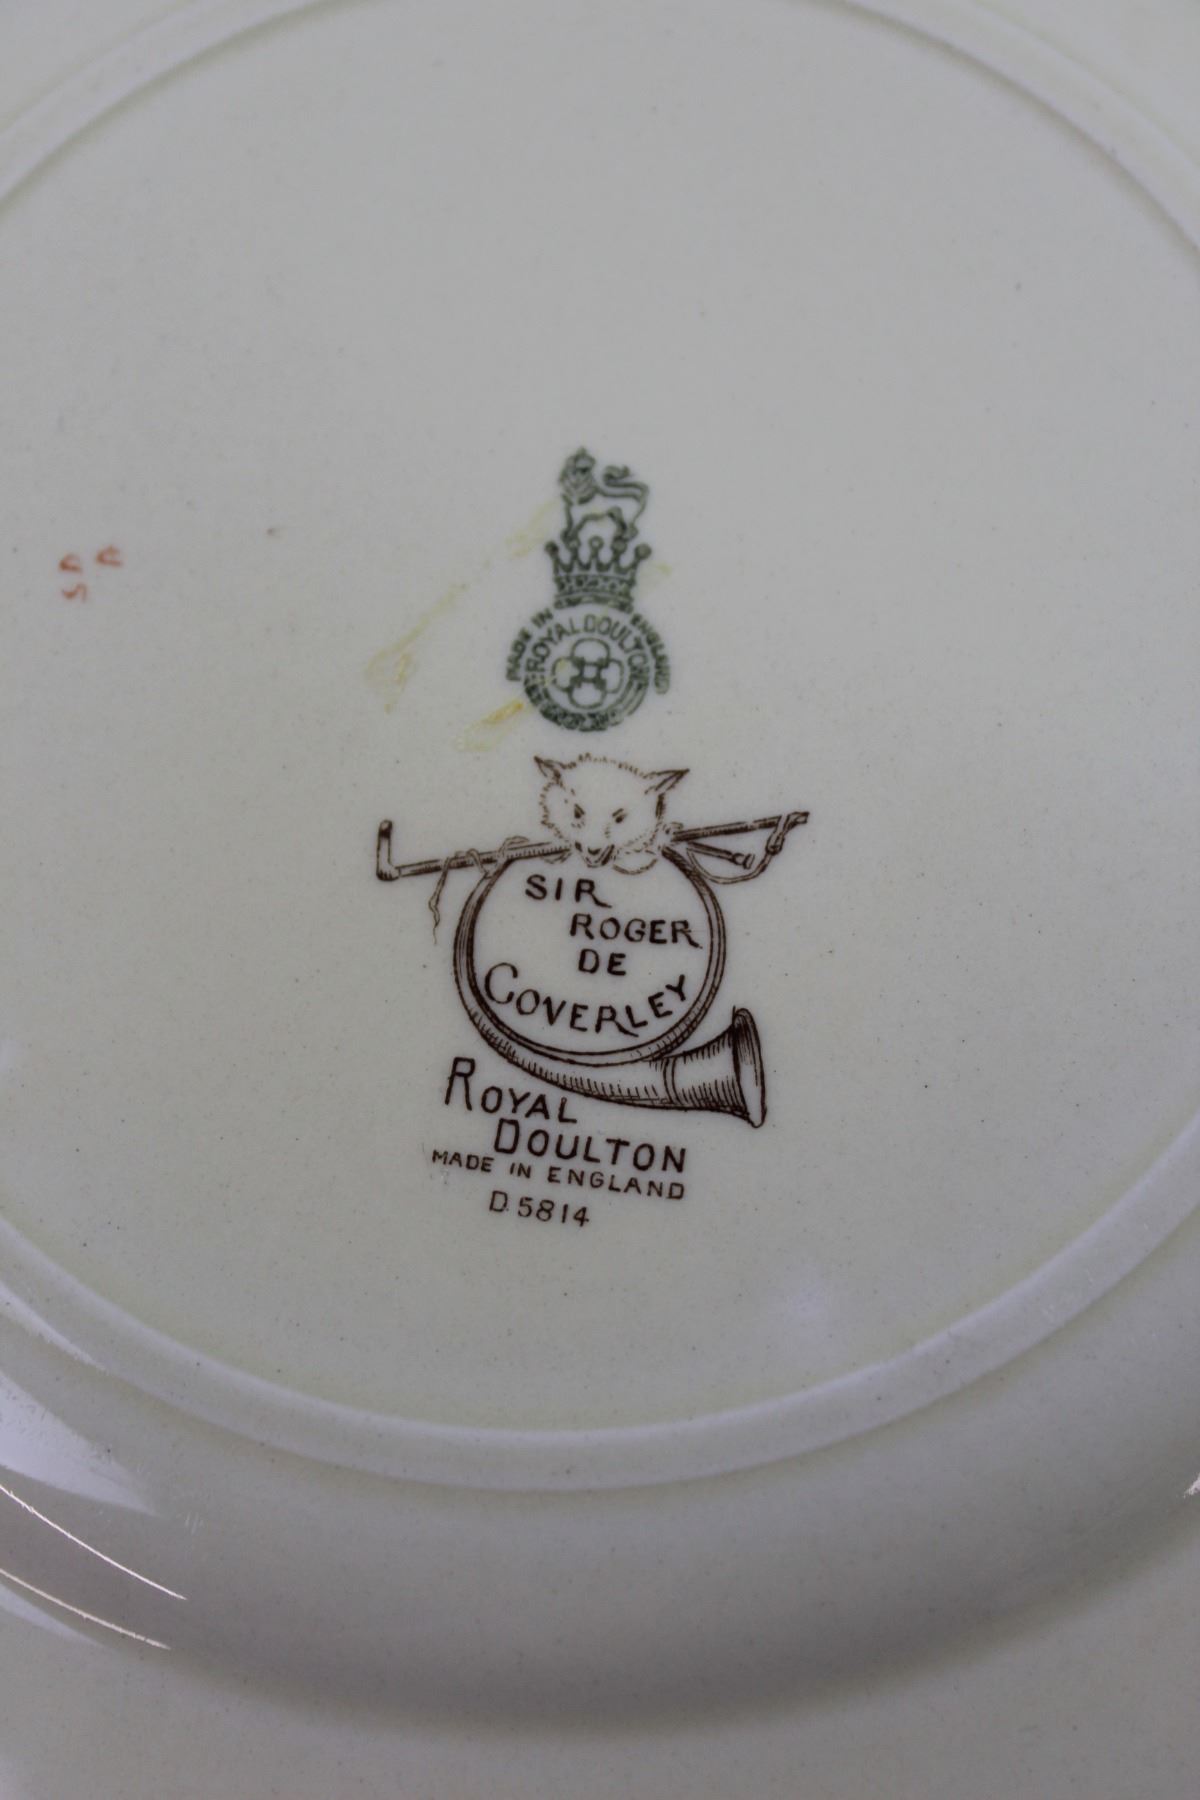 MADE IN ENGLAND
ROYAL DOULTON
SIR
ROGER
DE
COVERLEY
ROYAL
DOULTON
MADE IN ENGLAND
D.5814